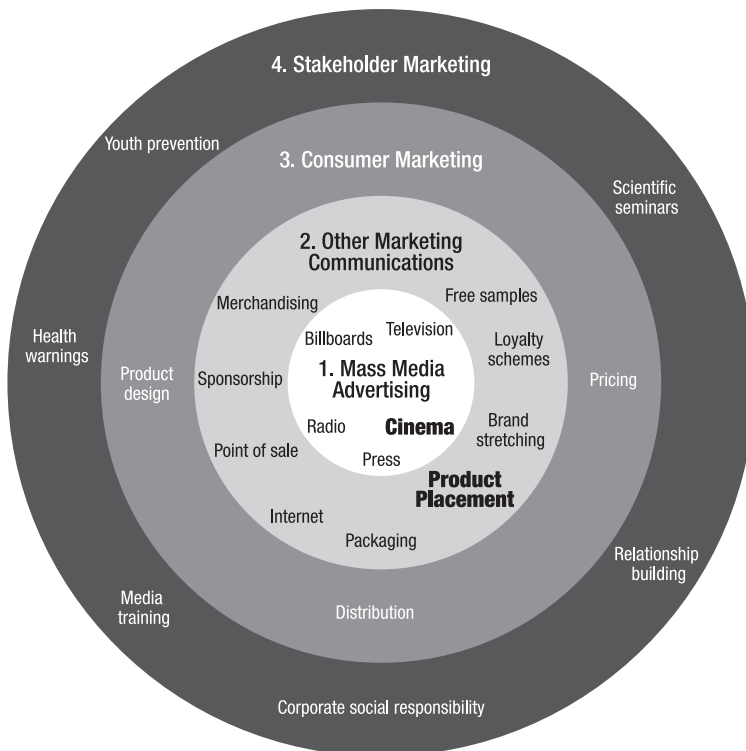 4. Stakeholder Marketing
Youth prevention
3. Consumer Marketing
Scientific
seminars
2. Other Marketing
Communications
Merchandising
Free samples
Billboards
Television
Health
warnings
Loyalty
schemes
Product
design
Sponsorship
1. Mass Media
Advertising
Pricing
Radio
Cinema
Brand
stretching
Point of sale
Press
Product
Placement
Internet
Packaging
Relationship
building
Media
training
Distribution
Corporate social responsibility